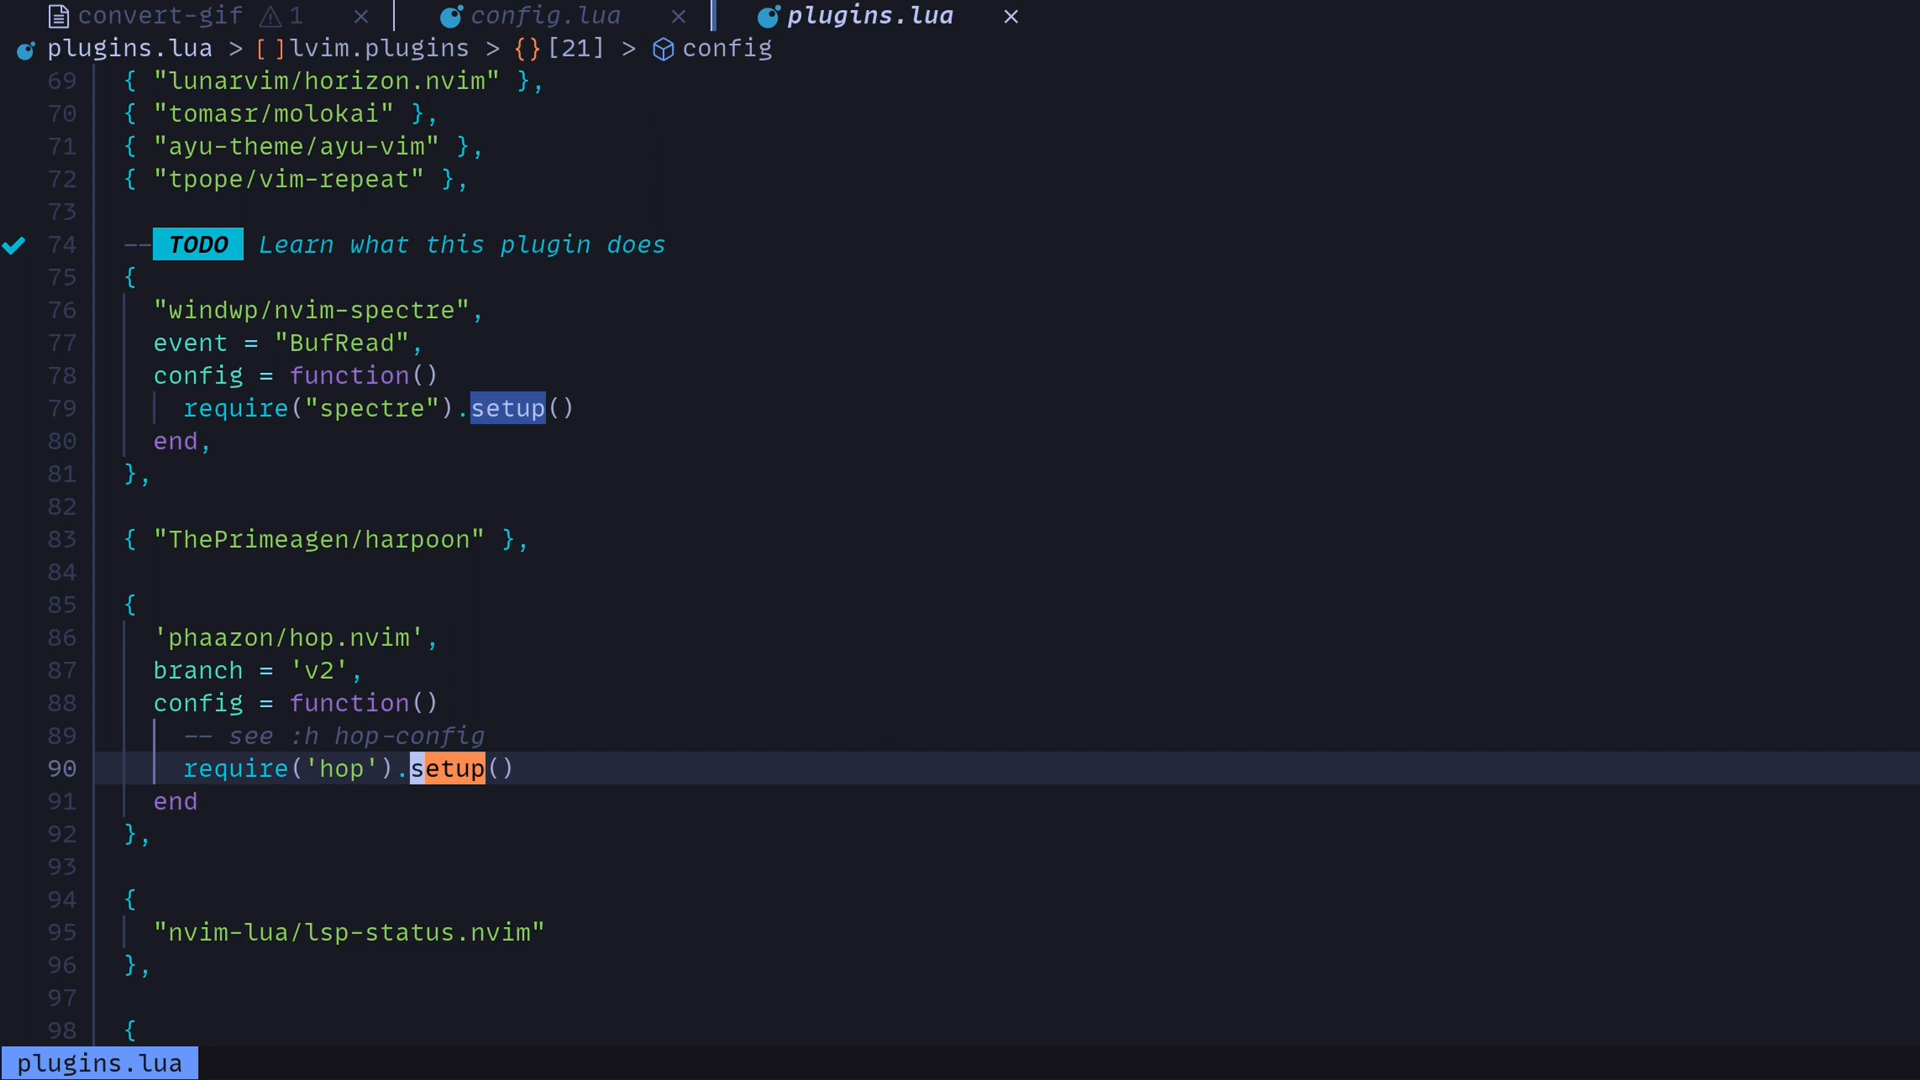 convert-gif 1 × config.lua × plugins.lua ×
plugins.lua > []lvim.plugins > {}[21] > config
69 { "lunarvim/horizon.nvim" },
70 { "tomasr/molokai" },
71 { "ayu-theme/ayu-vim" },
72 { "tpope/vim-repeat" },
73
74 -- TODO Learn what this plugin does
75 {
76 "windwp/nvim-spectre",
77 event = "BufRead",
78 config = function()
79 require("spectre").setup()
80 end,
81 },
82
83 { "ThePrimeagen/harpoon" },
84
85 {
86 'phaazon/hop.nvim',
87 branch = 'v2',
88 config = function()
89 -- see :h hop-config
90 require('hop').setup()
91 end
92 },
93
94 {
95 "nvim-lua/lsp-status.nvim"
96 },
97
98 {
plugins.lua